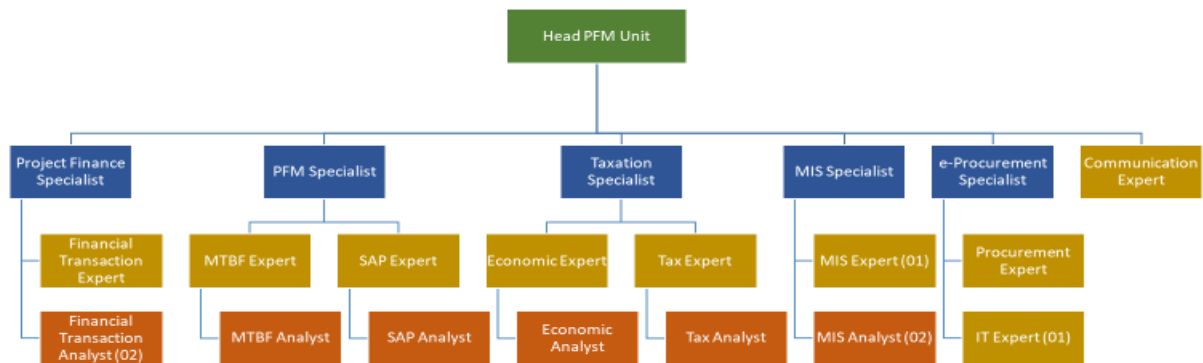 Head PFM Unit
Project Finance
Specialist
PFM Specialist
Taxation
Specialist
MIS Specialist
e-Procurement
Specialist
Communication
Expert
Financial
Transaction
Expert
MTBF Expert
SAP Expert
Economic Expert
Tax Expert
MIS Expert (01)
Procurement
Expert
Financial
Transaction
Analyst (02)
MTBF Analyst
SAP Analyst
Economic
Analyst
Tax Analyst
MIS Analyst (02)
IT Expert (01)